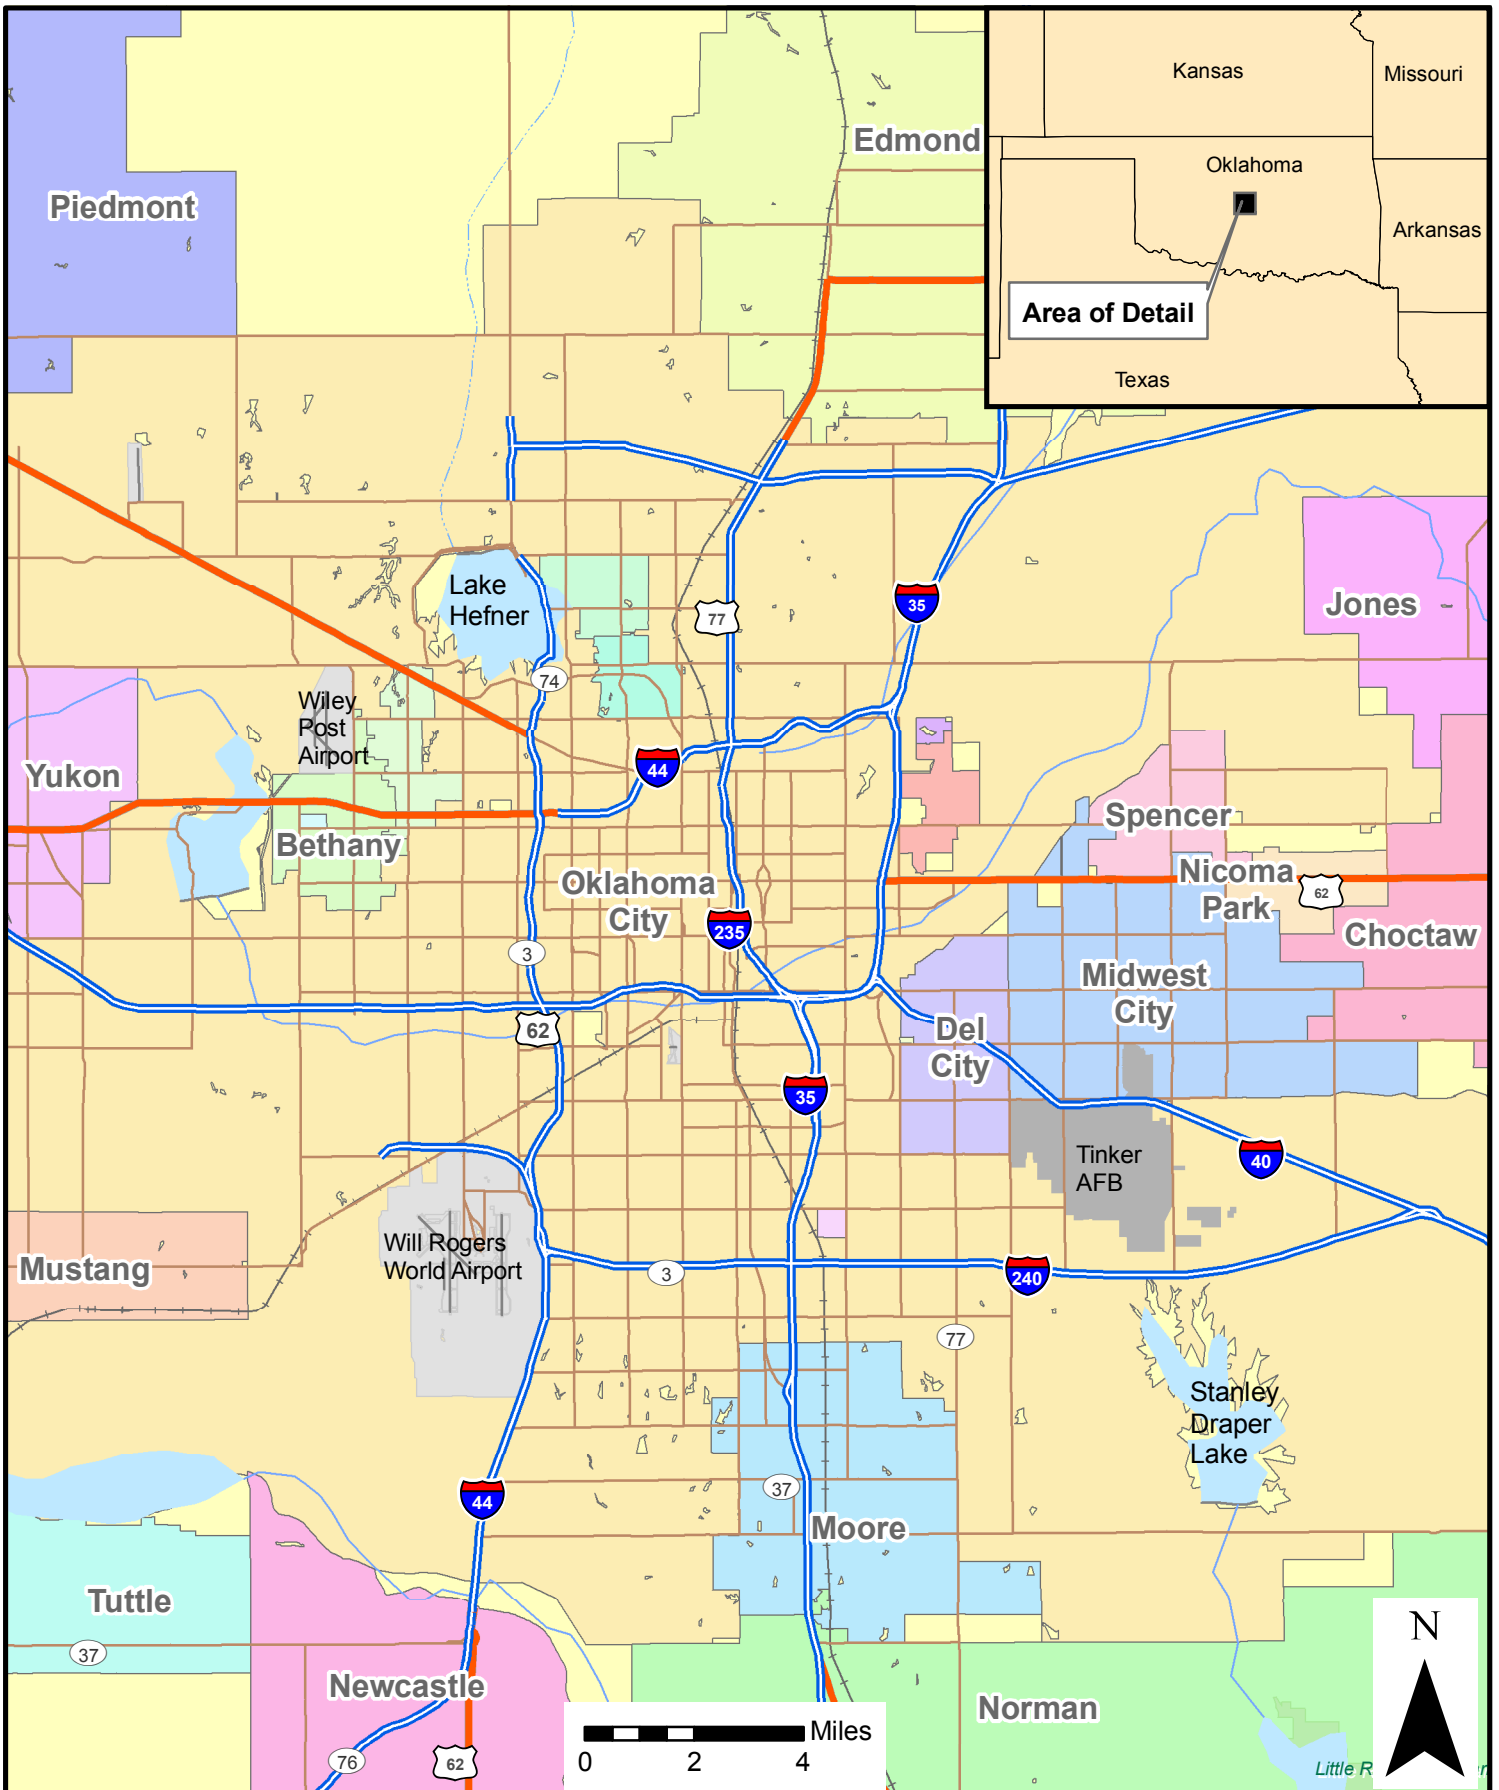 Kansas
Missouri
Oklahoma
Arkansas
Area of Detail
Texas
Edmond
Piedmont
Lake
Hefner
77
35
Jones
74
Wiley
Post
Airport
44
Yukon
Bethany
Spencer
Oklahoma
City
Nicoma
Park
62
235
Choctaw
3
Midwest
City
62
Del
City
35
Tinker
AFB
40
Will Rogers
World Airport
Mustang
3
240
77
Stanley
Draper
Lake
44
37
Moore
Tuttle
37
N
Newcastle
Norman
Miles
0 2 4
76
62
Little